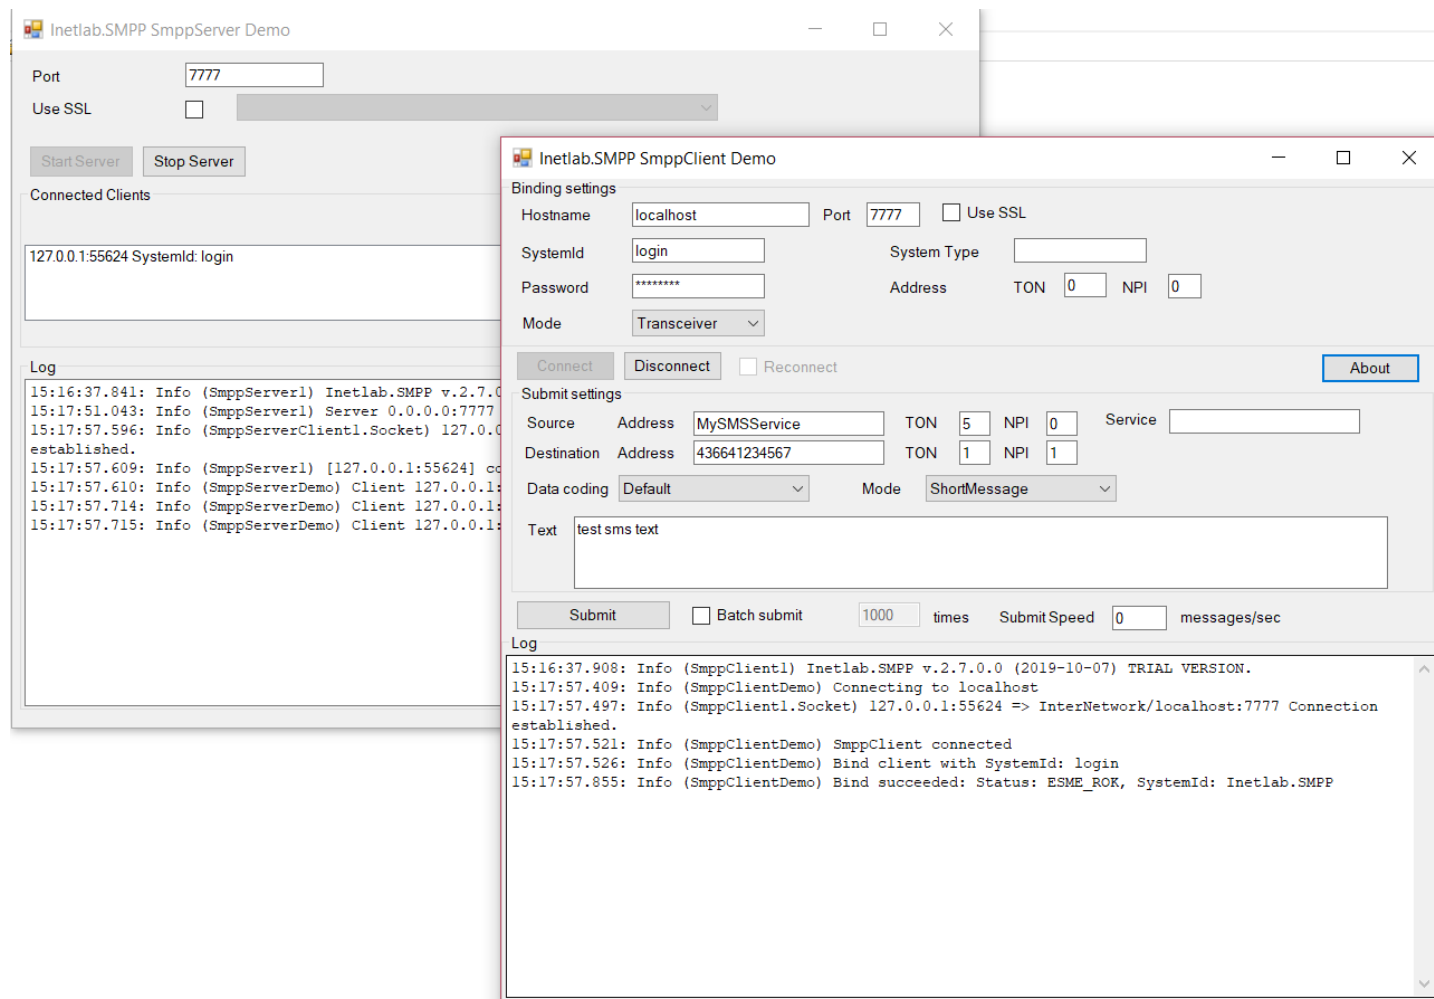 Inetlab.SMPP SmppServer Demo
Port 7777
Use SSL
Start Server Stop Server
Connected Clients
127.0.0.1:55624 SystemId: login
Log
15:16:37.841: Info (SmppServer1) Inetlab.SMPP v.2.7.0
15:17:51.043: Info (SmppServer1) Server 0.0.0.0:7777
15:17:57.596: Info (SmppServerClient1.Socket) 127.0.0
established.
15:17:57.609: Info (SmppServer1) [127.0.0.1:55624] co
15:17:57.610: Info (SmppServerDemo) Client 127.0.0.1:
15:17:57.714: Info (SmppServerDemo) Client 127.0.0.1:
15:17:57.715: Info (SmppServerDemo) Client 127.0.0.1:
Inetlab.SMPP SmppClient Demo
Binding settings
Hostname localhost Port 7777 Use SSL
SystemId login System Type
Password ******** Address TON 0 NPI 0
Mode Transceiver
Connect Disconnect Reconnect About
Submit settings
Source Address MySMSService TON 5 NPI 0 Service
Destination Address 436641234567 TON 1 NPI 1
Data coding Default Mode ShortMessage
Text test sms text
Submit Batch submit 1000 times Submit Speed 0 messages/sec
Log
15:16:37.908: Info (SmppClient1) Inetlab.SMPP v.2.7.0.0 (2019-10-07) TRIAL VERSION.
15:17:57.409: Info (SmppClientDemo) Connecting to localhost
15:17:57.497: Info (SmppClient1.Socket) 127.0.0.1:55624 => InterNetwork/localhost:7777 Connection
established.
15:17:57.521: Info (SmppClientDemo) SmppClient connected
15:17:57.526: Info (SmppClientDemo) Bind client with SystemId: login
15:17:57.855: Info (SmppClientDemo) Bind succeeded: Status: ESME_ROK, SystemId: Inetlab.SMPP